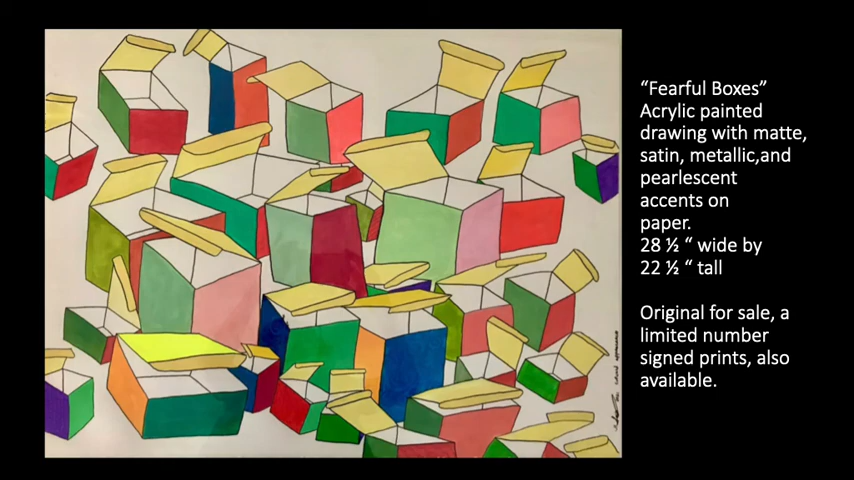 “Fearful Boxes”
Acrylic painted
drawing with matte,
satin, metallic,and
pearlescent
accents on
paper.
28 ½ “ wide by
22 ½ “ tall
Original for sale, a
limited number
signed prints, also
available.